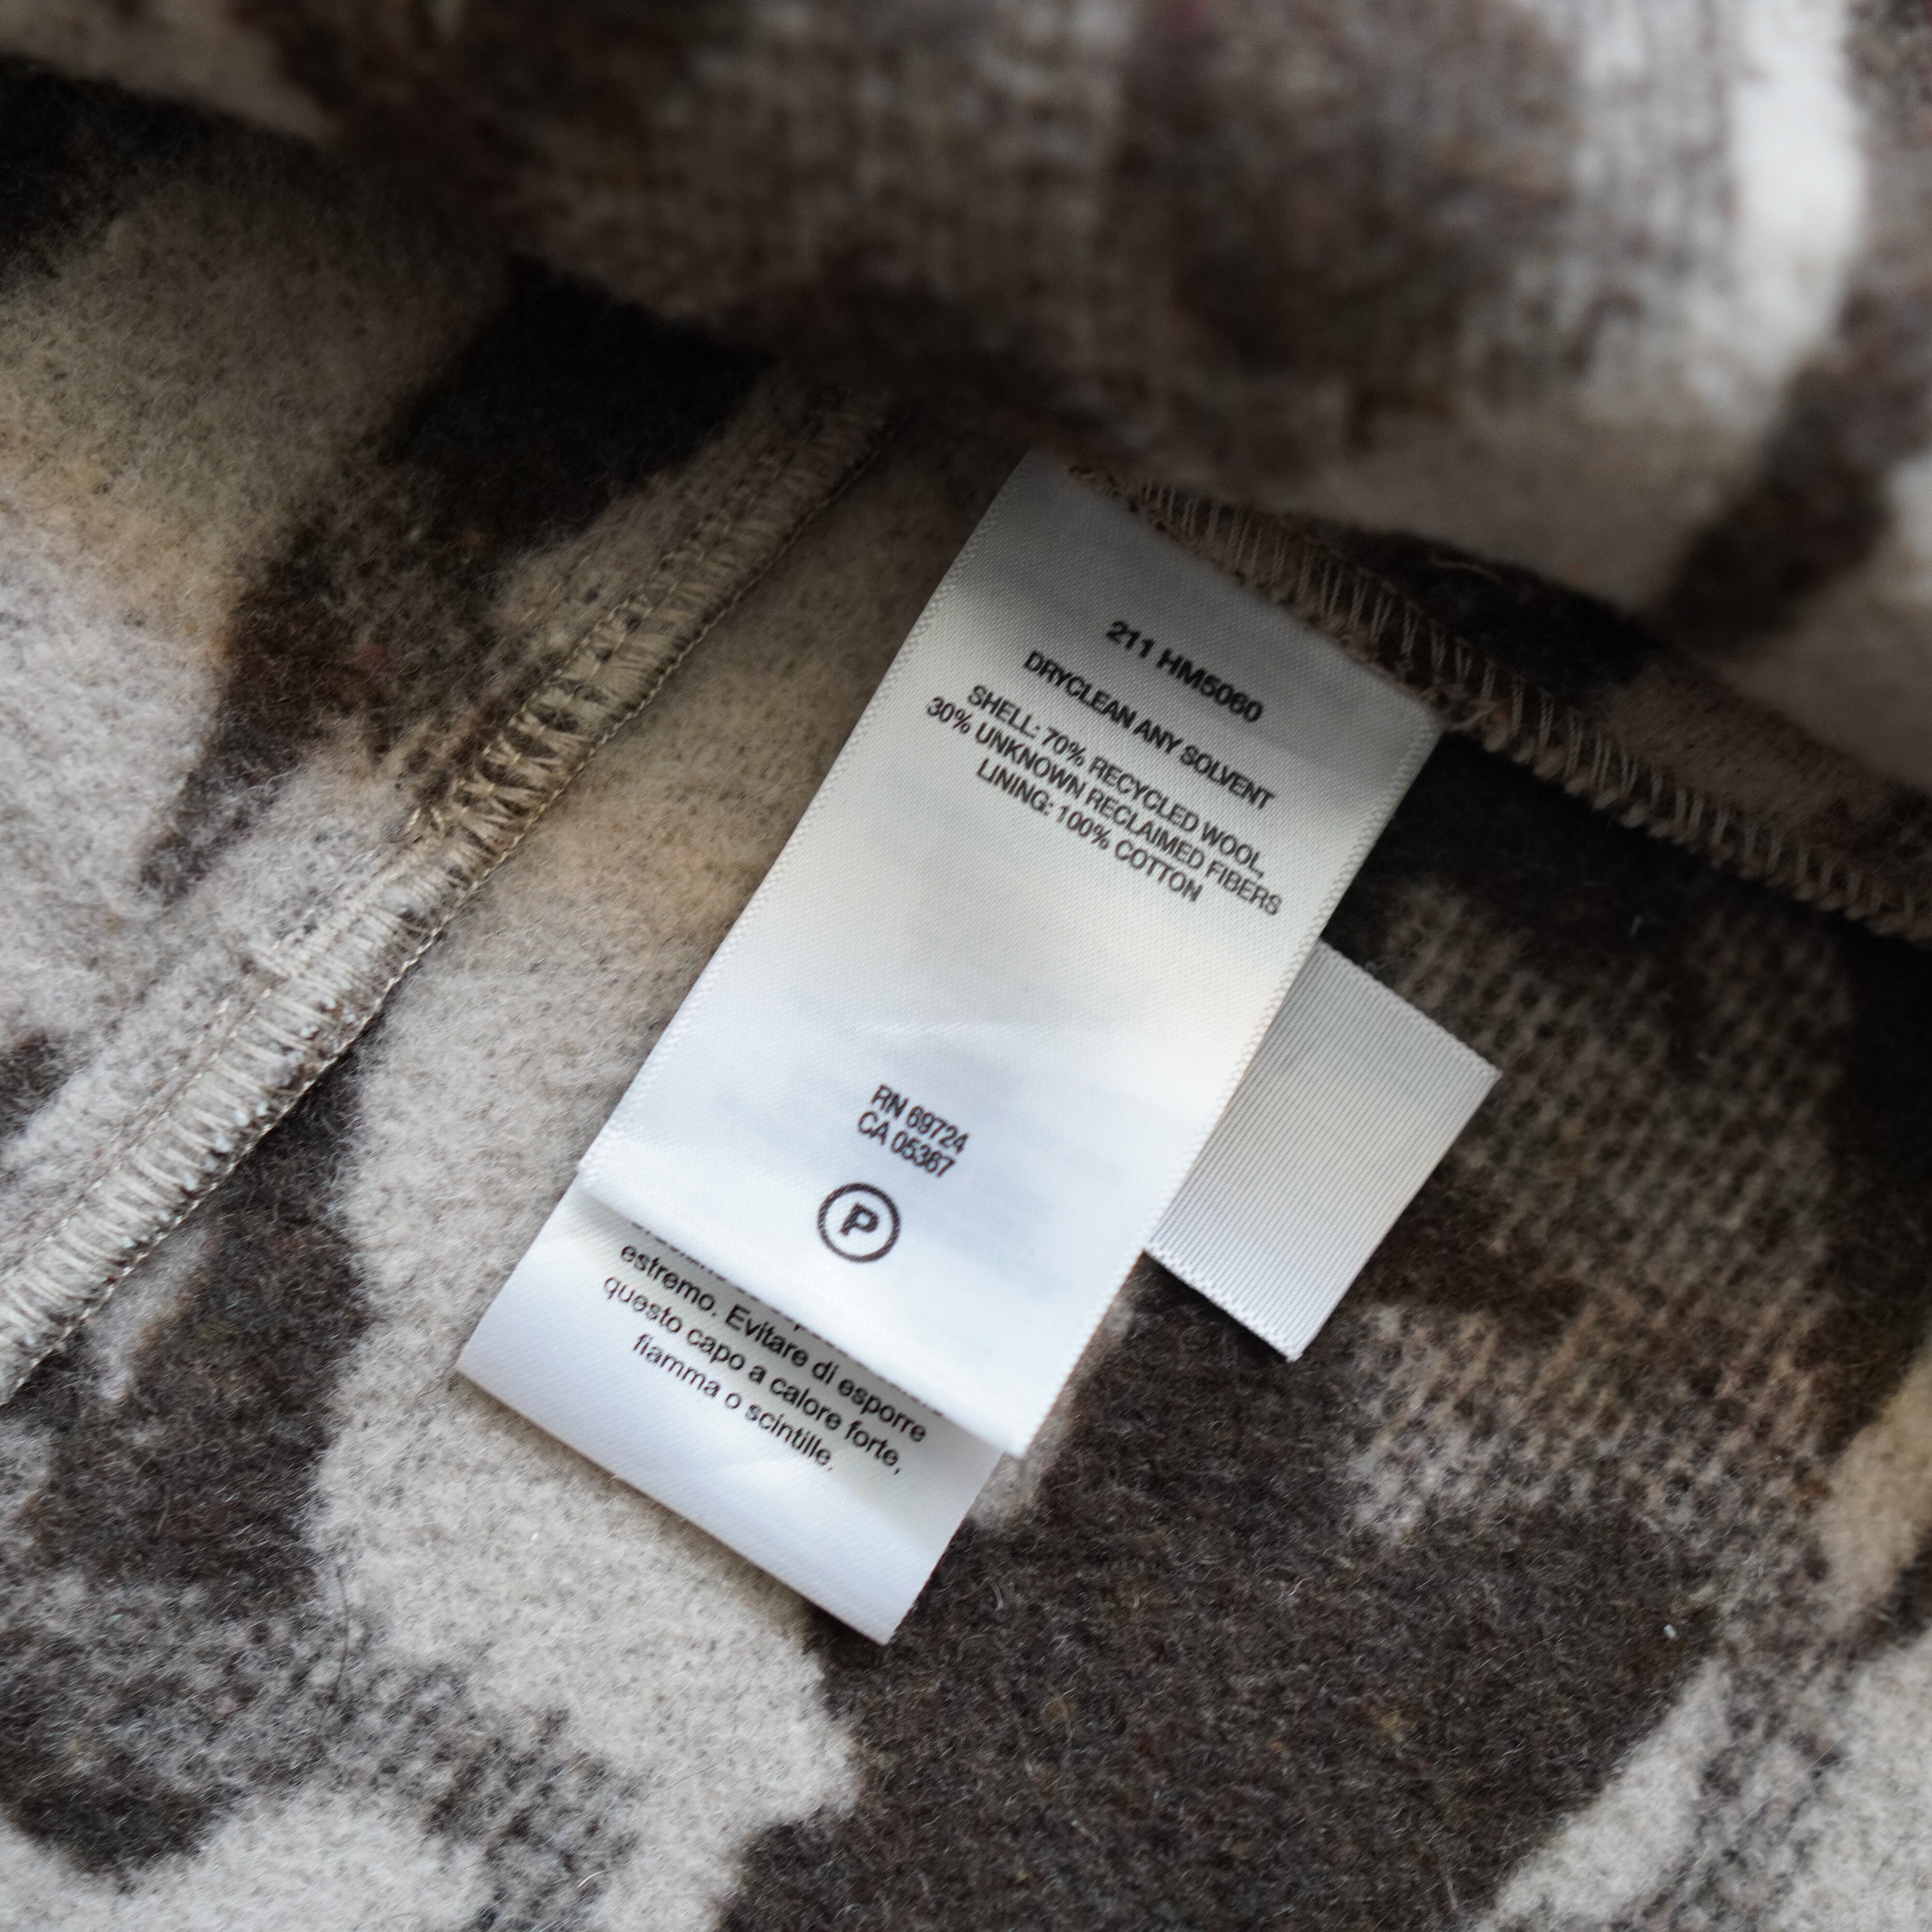 211 HM5060
DRYCLEAN ANY SOLVENT
SHELL: 70% RECYCLED WOOL,
30% UNKNOWN RECLAIMED FIBERS
LINING: 100% COTTON
RN 69724
CA 05367
P
estremo. Evitare di esporre
questo capo a calore forte,
fiamma o scintille.